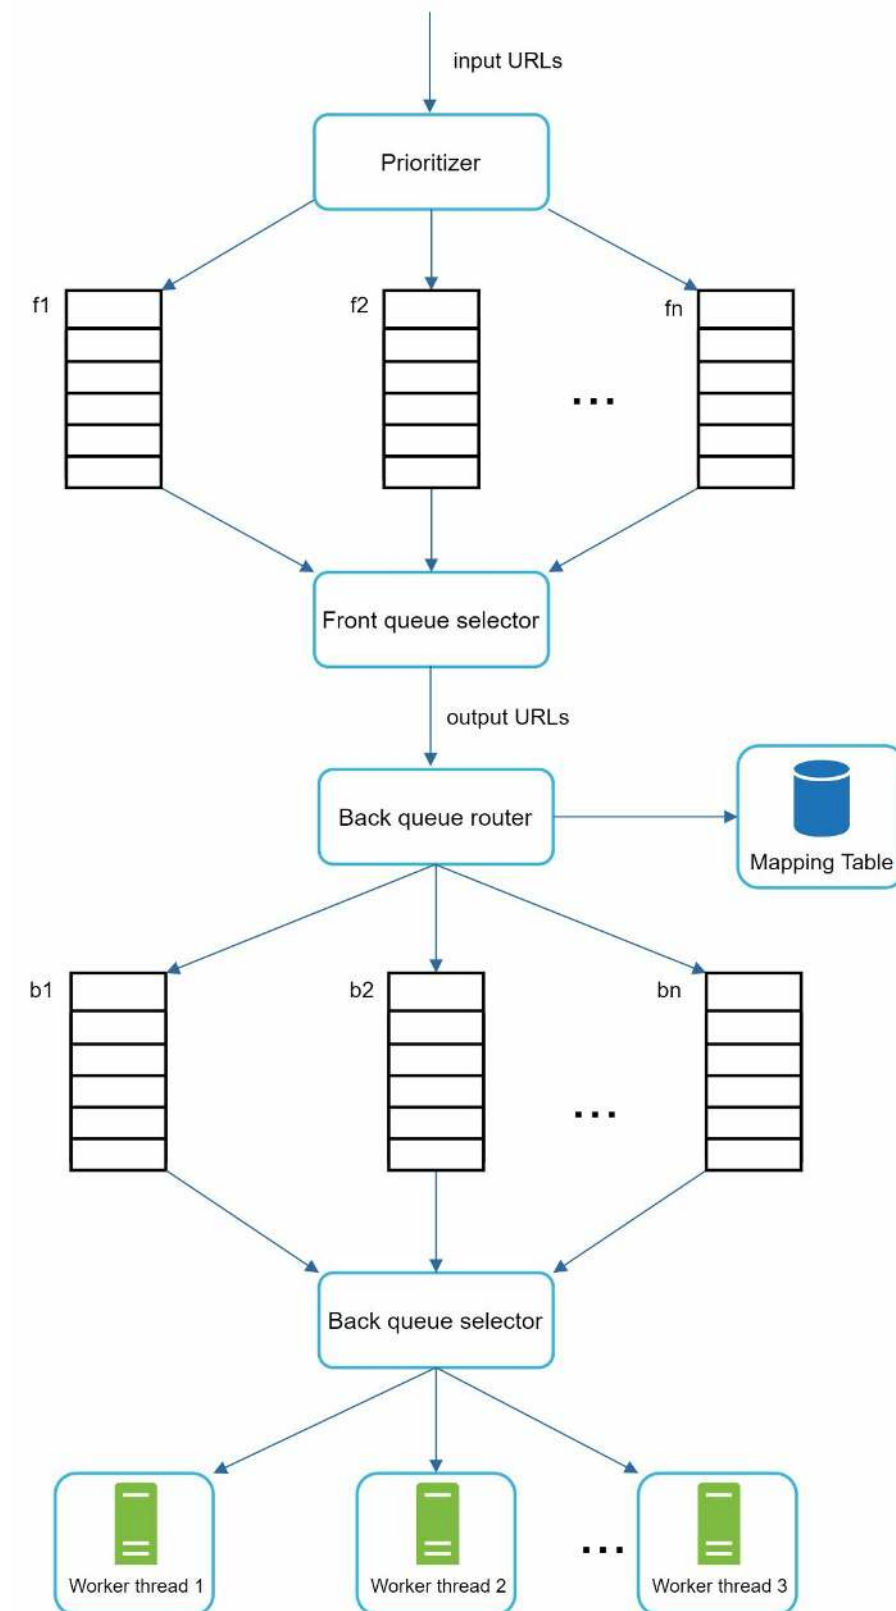 input URLs
Prioritizer
f1
f2
fn
...
Front queue selector
output URLs
Back queue router
Mapping Table
b1
b2
bn
...
Back queue selector
...
Worker thread 1
Worker thread 2
Worker thread 3